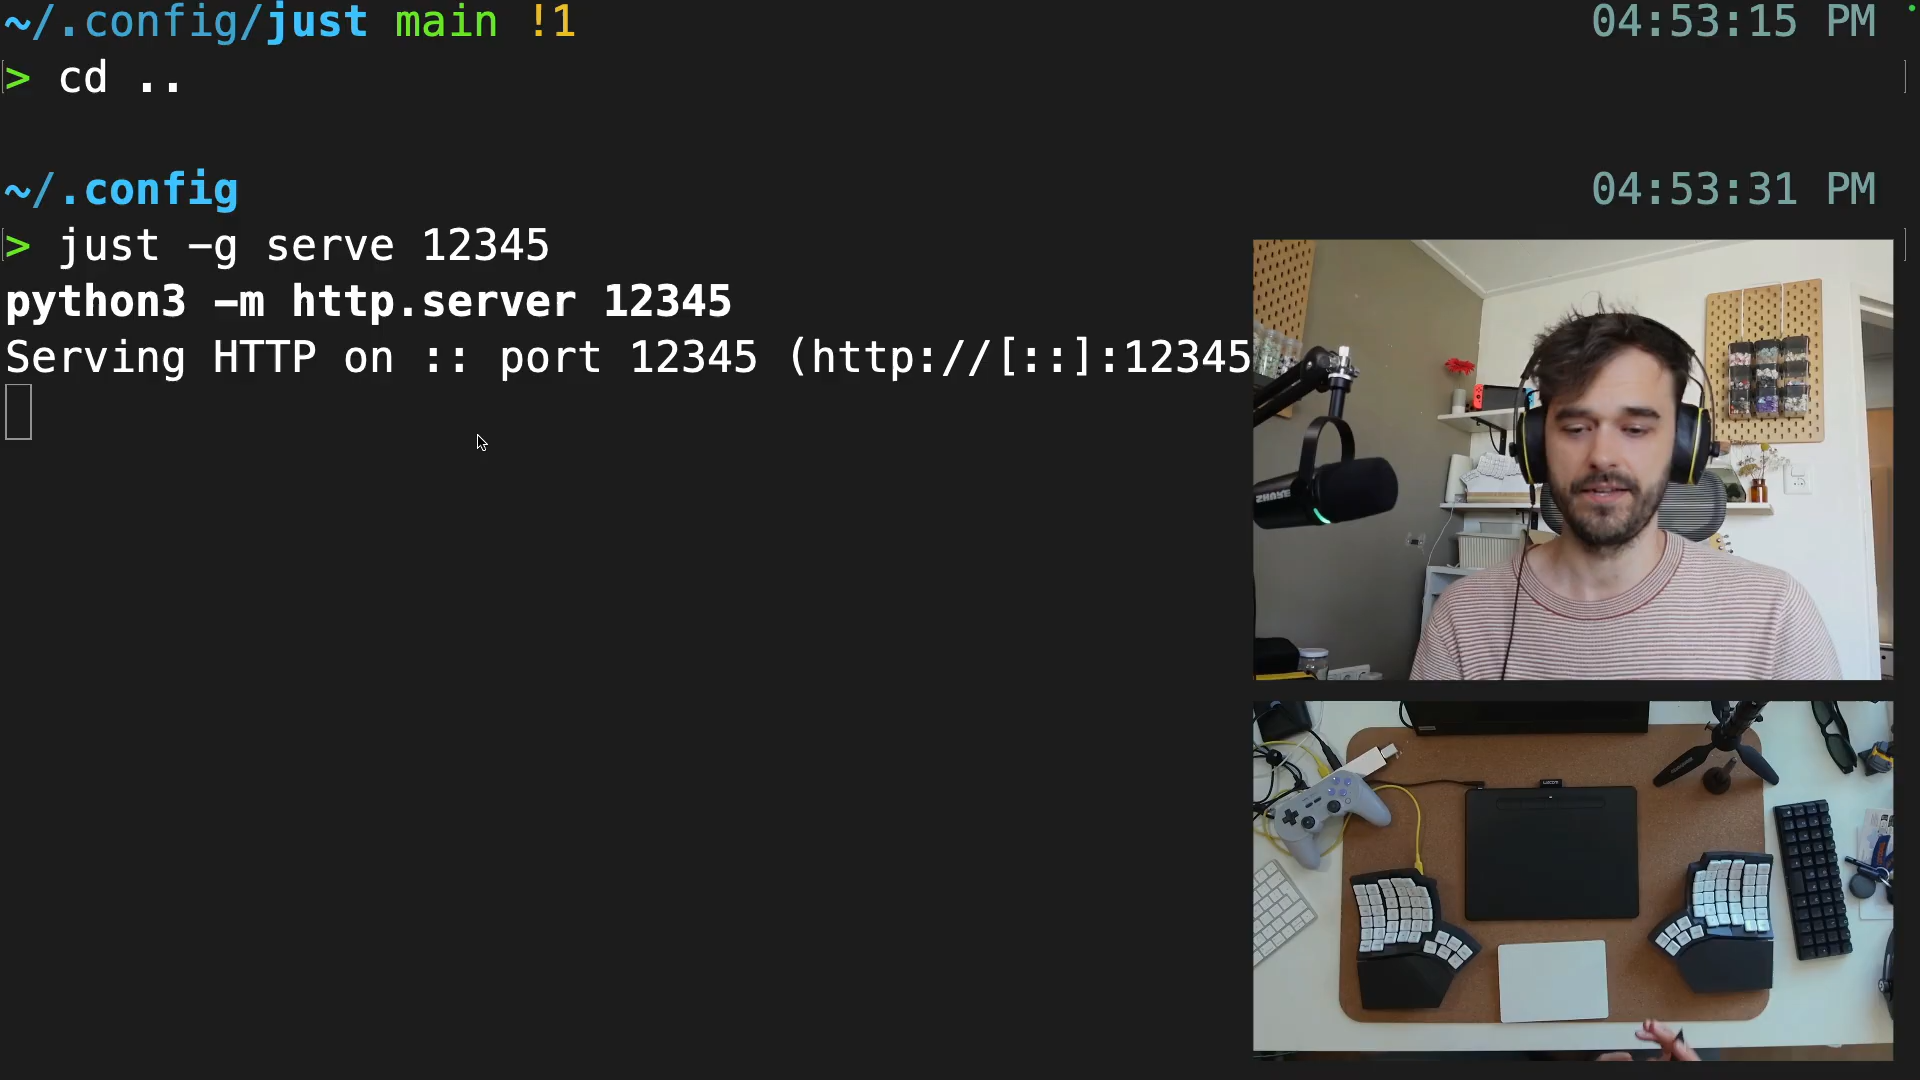 ~/.config/just main !1 04:53:15 PM
> cd ..
~/.config 04:53:31 PM
> just -g serve 12345
python3 -m http.server 12345
Serving HTTP on :: port 12345 (http://[::]:12345
SHURE